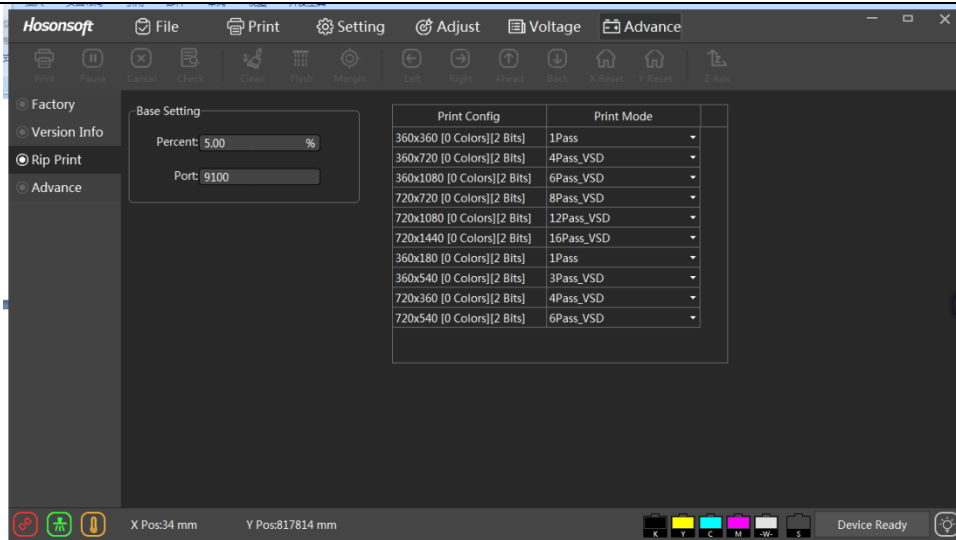 Hosonsoft File Print Setting Adjust Voltage Advance
Print Pause Cancel Check Clean Flash Margin Left Right Ahead Back X Reset Y Reset Z Axis
Factory
Version Info
Rip Print
Advance
Base Setting
Percent: 5.00 %
Port: 9100
Print Config Print Mode
360x360 [0 Colors][2 Bits] 1Pass
360x720 [0 Colors][2 Bits] 4Pass_VSD
360x1080 [0 Colors][2 Bits] 6Pass_VSD
720x720 [0 Colors][2 Bits] 8Pass_VSD
720x1080 [0 Colors][2 Bits] 12Pass_VSD
720x1440 [0 Colors][2 Bits] 16Pass_VSD
360x180 [0 Colors][2 Bits] 1Pass
360x540 [0 Colors][2 Bits] 3Pass_VSD
720x360 [0 Colors][2 Bits] 4Pass_VSD
720x540 [0 Colors][2 Bits] 6Pass_VSD
X Pos:34 mm Y Pos:817814 mm K Y C M -W- S Device Ready